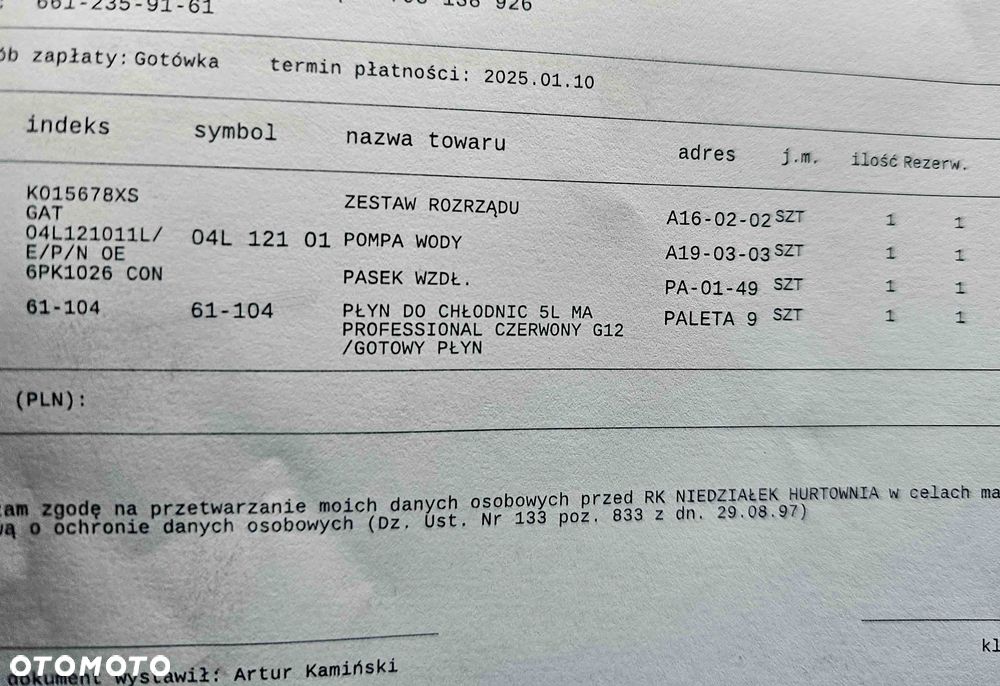 661-235-91-61 138 926
ób zapłaty: Gotówka termin płatności: 2025.01.10
indeks symbol nazwa towaru adres j.m. ilość Rezerw.
K015678XS ZESTAW ROZRZĄDU A16-02-02 SZT 1 1
GAT
04L121011L/ 04L 121 01 POMPA WODY A19-03-03 SZT 1 1
E/P/N OE
6PK1026 CON PASEK WZDŁ. PA-01-49 SZT 1 1
61-104 61-104 PŁYN DO CHŁODNIC 5L MA PALETA 9 SZT 1 1
PROFESSIONAL CZERWONY G12
/GOTOWY PŁYN
(PLN):
am zgodę na przetwarzanie moich danych osobowych przed RK NIEDZIAŁEK HURTOWNIA w celach ma
wą o ochronie danych osobowych (Dz. Ust. Nr 133 poz. 833 z dn. 29.08.97)
kl
OTOMOTO
dokument wystawił: Artur Kamiński